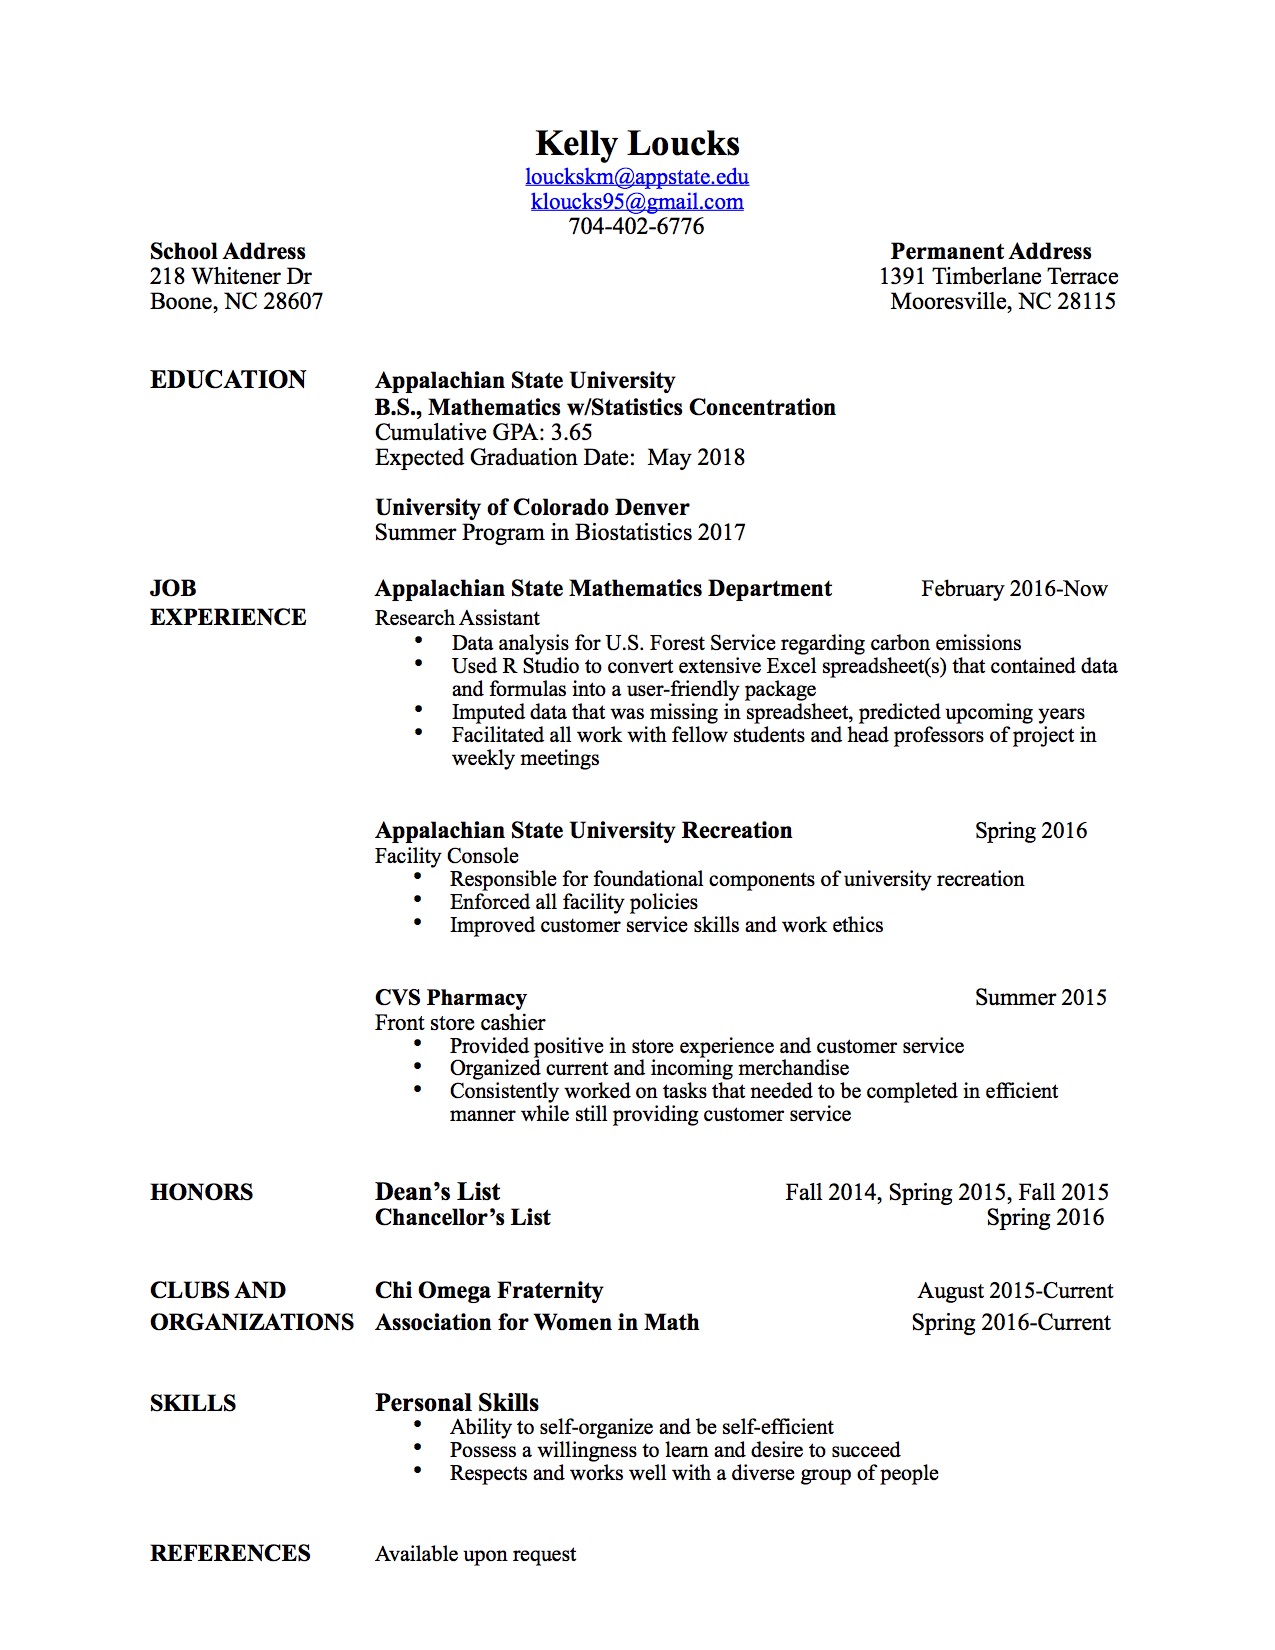 Kelly Loucks
louckskm@appstate.edu
kloucks95@gmail.com
704-402-6776
School Address Permanent Address
218 Whitener Dr 1391 Timberlane Terrace
Boone, NC 28607 Mooresville, NC 28115
EDUCATION Appalachian State University
B.S., Mathematics w/Statistics Concentration
Cumulative GPA: 3.65
Expected Graduation Date: May 2018
University of Colorado Denver
Summer Program in Biostatistics 2017
JOB Appalachian State Mathematics Department February 2016-Now
EXPERIENCE Research Assistant
• Data analysis for U.S. Forest Service regarding carbon emissions
• Used R Studio to convert extensive Excel spreadsheet(s) that contained data
and formulas into a user-friendly package
• Imputed data that was missing in spreadsheet, predicted upcoming years
• Facilitated all work with fellow students and head professors of project in
weekly meetings
Appalachian State University Recreation Spring 2016
Facility Console
• Responsible for foundational components of university recreation
• Enforced all facility policies
• Improved customer service skills and work ethics
CVS Pharmacy Summer 2015
Front store cashier
• Provided positive in store experience and customer service
• Organized current and incoming merchandise
• Consistently worked on tasks that needed to be completed in efficient
manner while still providing customer service
HONORS Dean’s List Fall 2014, Spring 2015, Fall 2015
Chancellor’s List Spring 2016
CLUBS AND Chi Omega Fraternity August 2015-Current
ORGANIZATIONS Association for Women in Math Spring 2016-Current
SKILLS Personal Skills
• Ability to self-organize and be self-efficient
• Possess a willingness to learn and desire to succeed
• Respects and works well with a diverse group of people
REFERENCES Available upon request